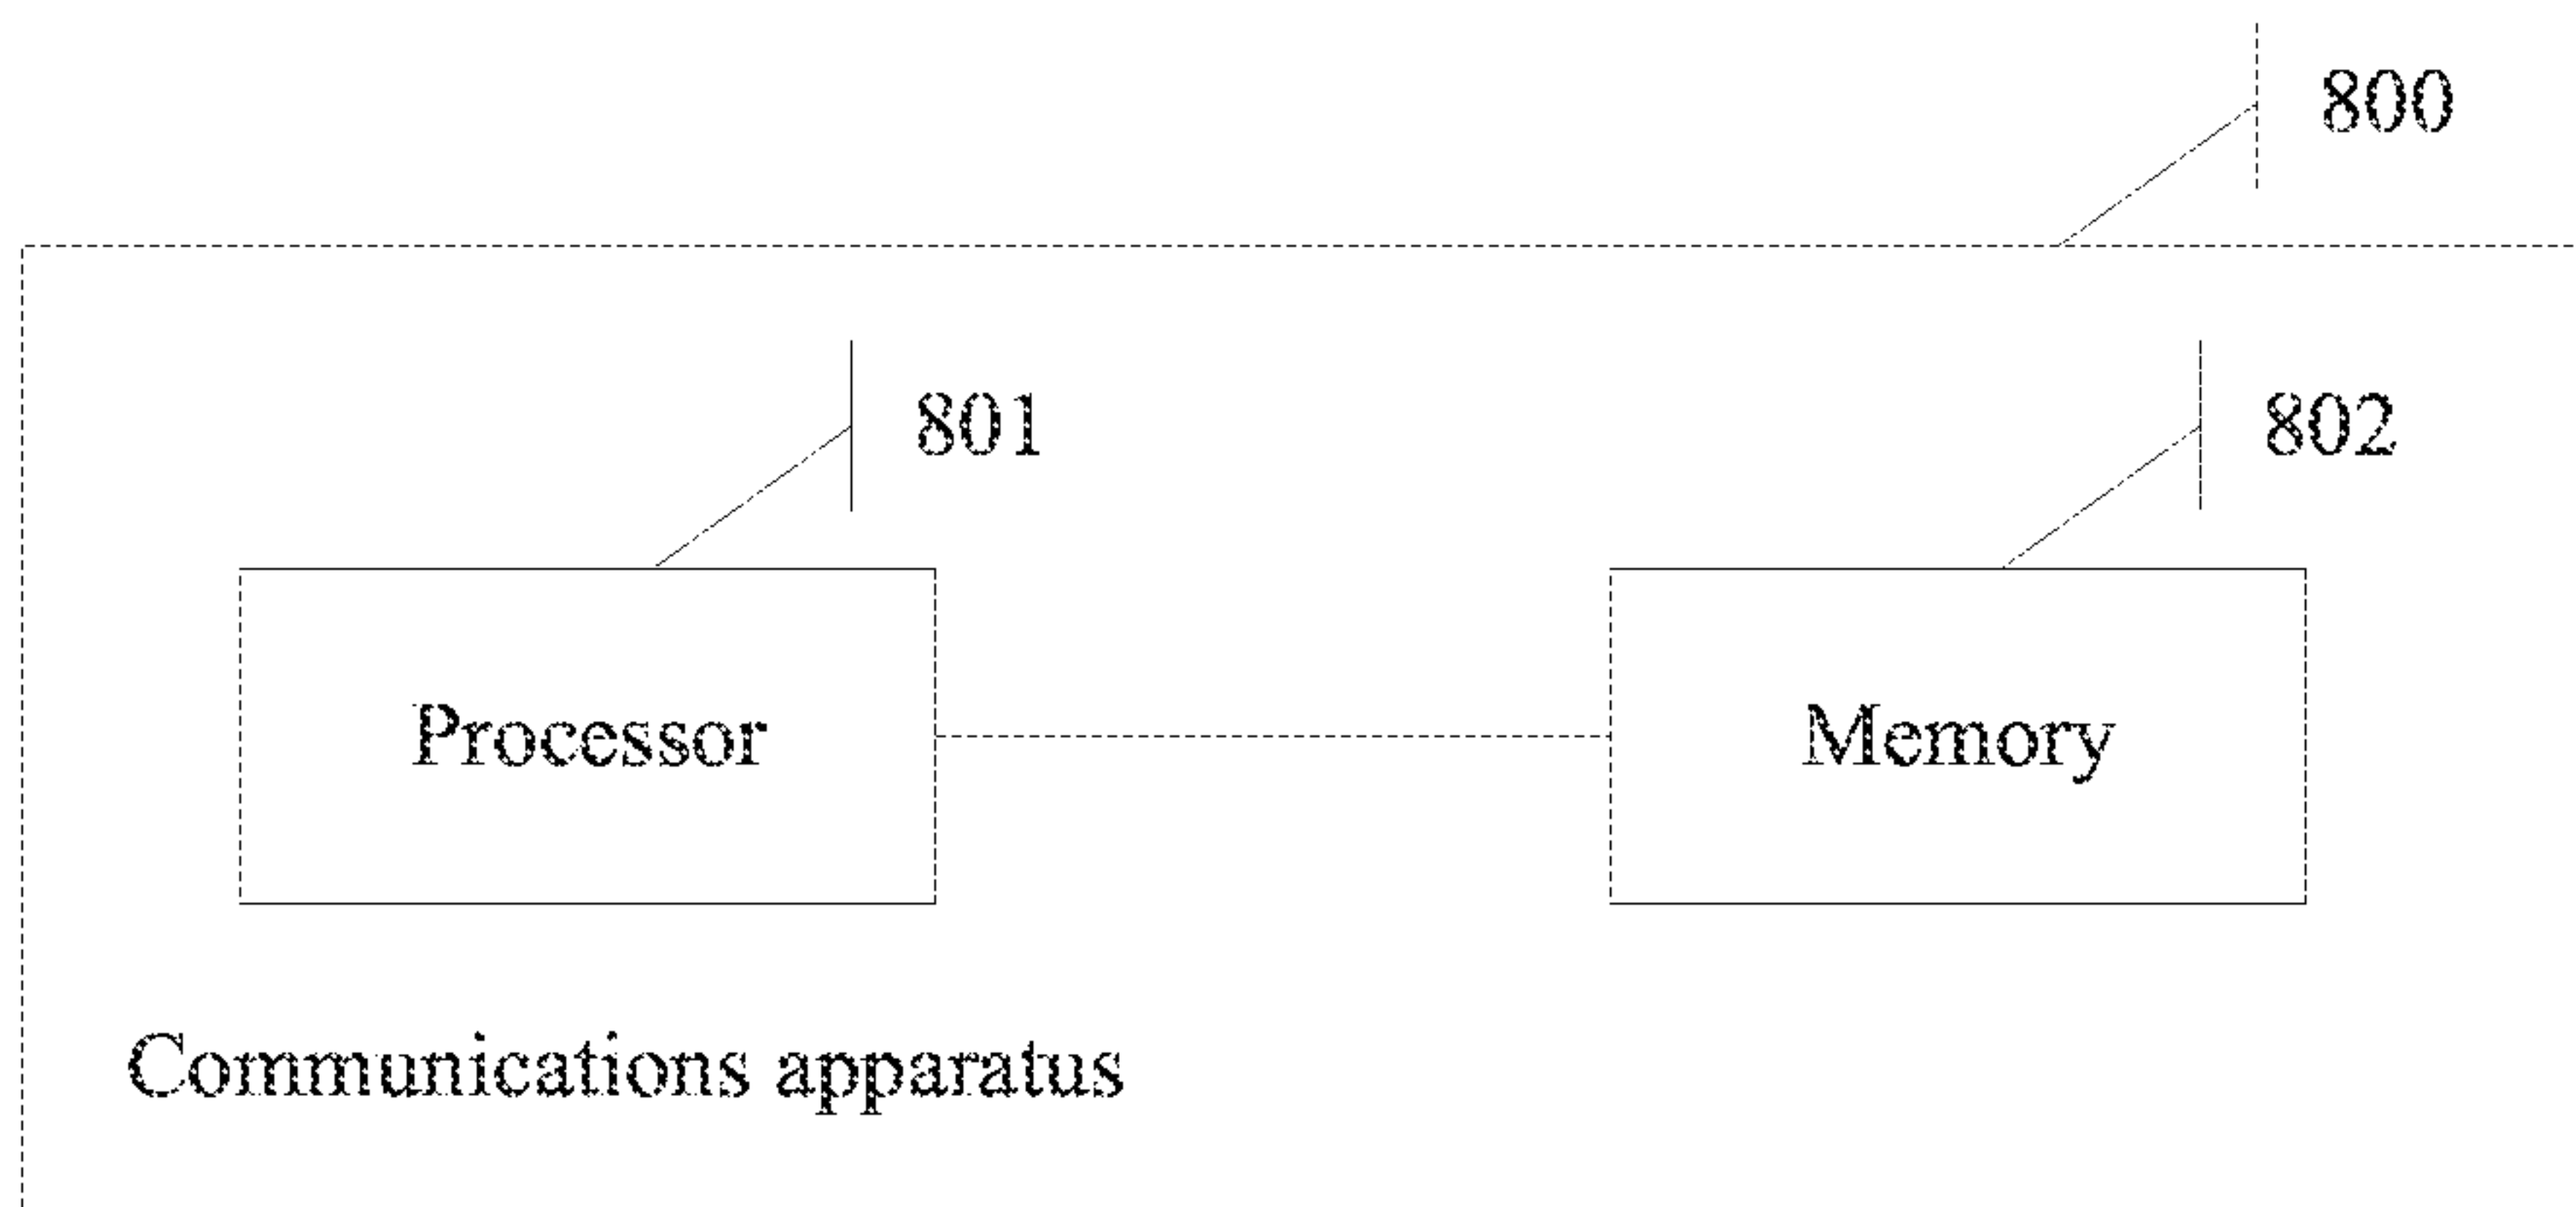 800
801
802
Processor
Memory
Communications apparatus